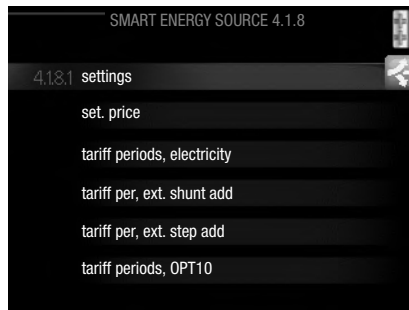 SMART ENERGY SOURCE 4.1.8
4.1.8.1 settings
set. price
tariff periods, electricity
tariff per, ext. shunt add
tariff per, ext. step add
tariff periods, OPT10